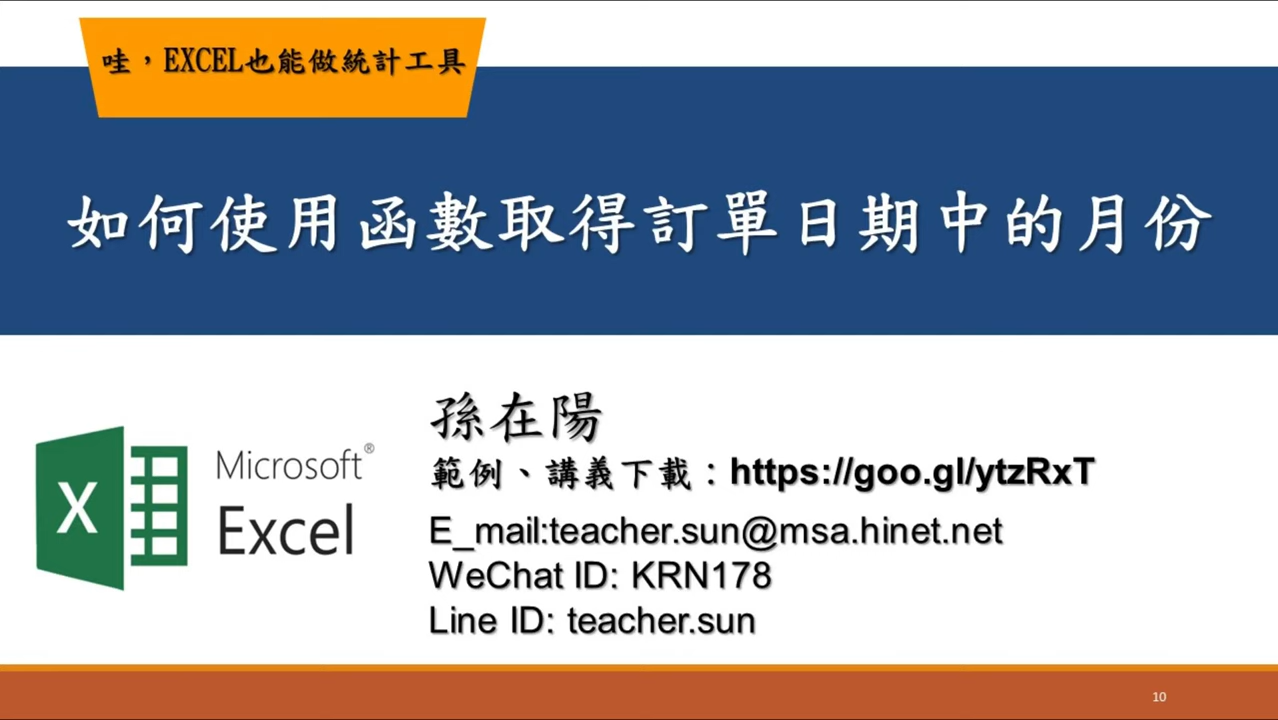 哇，EXCEL也能做統計工具
如何使用函數取得訂單日期中的月份
孫在陽
範例、講義下載：https://goo.gl/ytzRxT
Microsoft®
Excel
X
E_mail:teacher.sun@msa.hinet.net
WeChat ID: KRN178
Line ID: teacher.sun
10